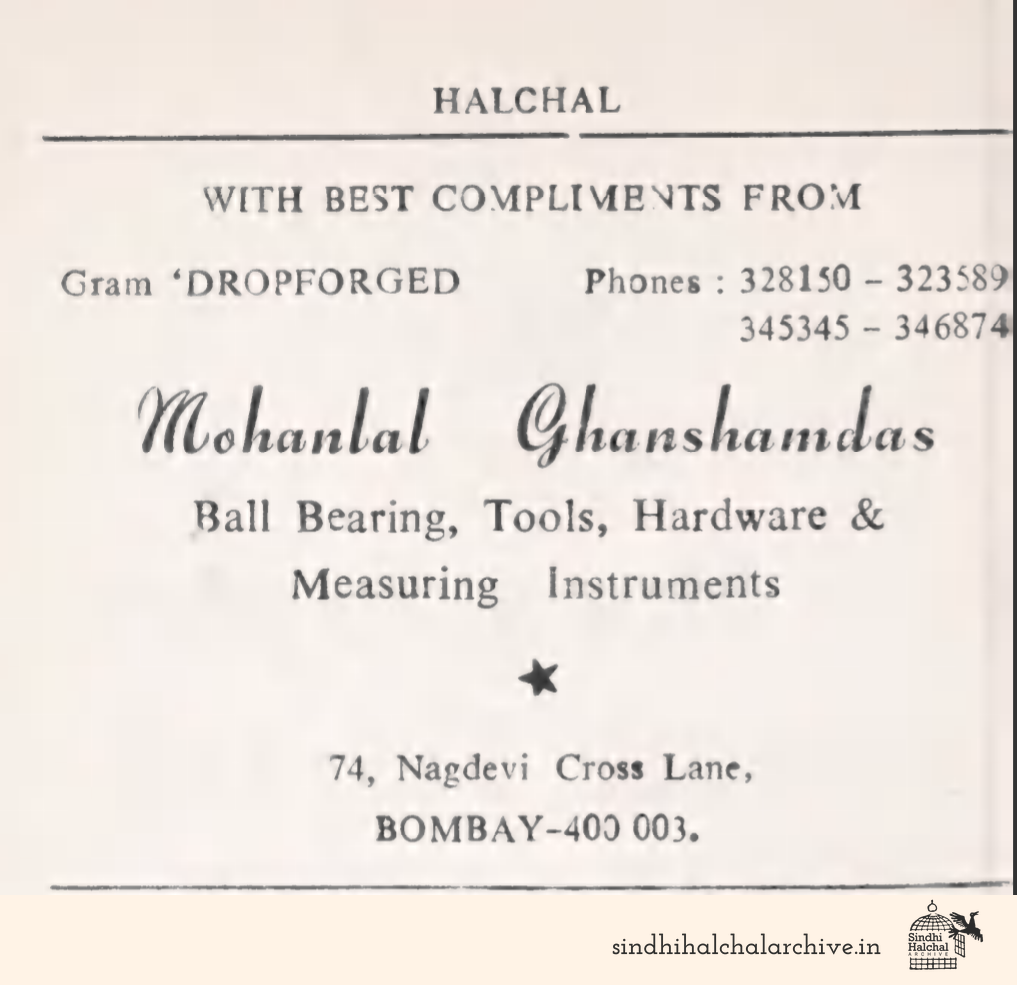 HALCHAL
WITH BEST COMPLIMENTS FROM
Gram ‘DROPFORGED Phones : 328150 – 323589
345345 – 346874
Mohanlal Ghanshamdas
Ball Bearing, Tools, Hardware &
Measuring Instruments
74, Nagdevi Cross Lane,
BOMBAY–400 003.
sindhihalchalarchive.in
Sindhi
Halchal
ARCHIVE